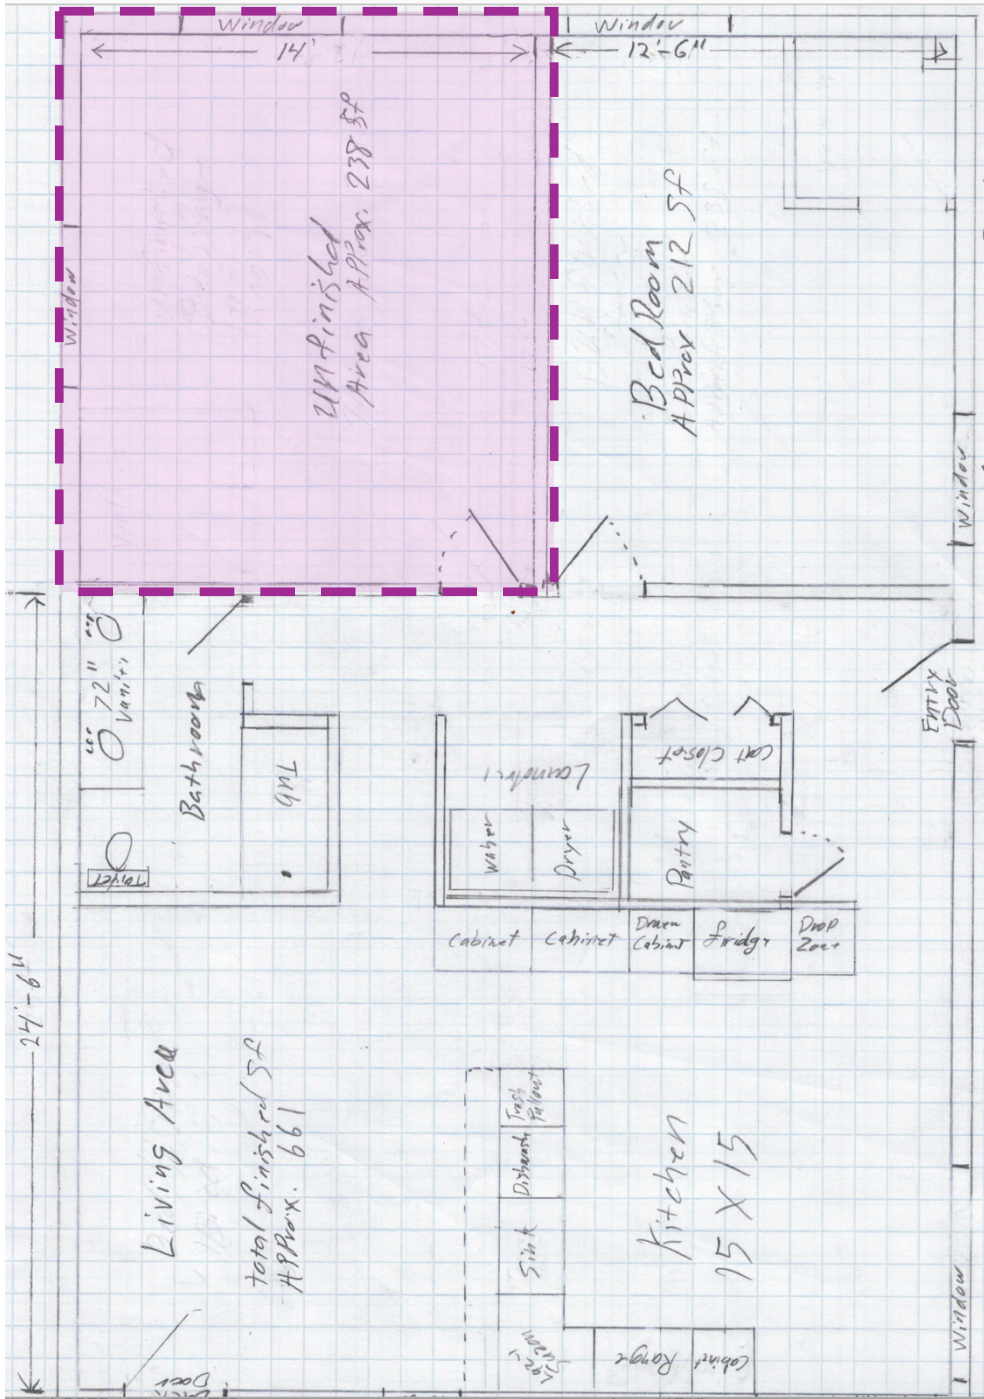 Window
Window
14'
12'-6"
Unfinished
Area APProx. 238 SF
Window
Bed Room
APProx 212 SF
Window
72"
Vanity
Bathroom
Tub
Toilet
Laundry
Washer
Dryer
Coat Closet
Pantry
Entry
Door
Cabinet
Cabinet
Drawer
Cabinet
Fridge
Drop
Zone
24'-6"
Living Area
total finished SF
APProx. 661
Trash
Pullout
Dishwasher
Sink
Kitchen
15 X 15
Lazy
Susan
Range
Cabinet
Window
Door